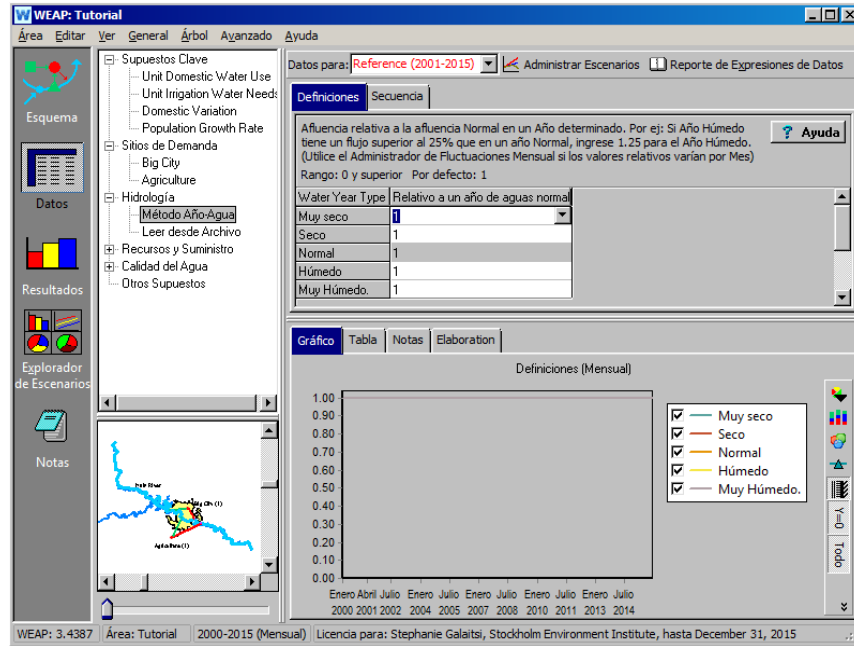 WEAP: Tutorial
Área Editar Ver General Árbol Avanzado Ayuda
Esquema
Datos
Resultados
Explorador
de Escenarios
Notas
Supuestos Clave
Unit Domestic Water Use
Unit Irrigation Water Needs
Domestic Variation
Population Growth Rate
Sitios de Demanda
Big City
Agriculture
Hidrología
Método Año-Agua
Leer desde Archivo
Recursos y Suministro
Calidad del Agua
Otros Supuestos
Big City (1)
Agriculture (1)
Datos para: Reference (2001-2015) Administrar Escenarios Reporte de Expresiones de Datos
Definiciones Secuencia
Afluencia relativa a la afluencia Normal en un Año determinado. Por ej: Si Año Húmedo
tiene un flujo superior al 25% que en un año Normal, ingrese 1.25 para el Año Húmedo.
(Utilice el Administrador de Fluctuaciones Mensual si los valores relativos varían por Mes)
? Ayuda
Rango: 0 y superior Por defecto: 1
Water Year Type Relativo a un año de aguas normal
Muy seco 1
Seco 1
Normal 1
Húmedo 1
Muy Húmedo. 1
Gráfico Tabla Notas Elaboration
Definiciones (Mensual)
1.00
0.90
0.80
0.70
0.60
0.50
0.40
0.30
0.20
0.10
0.00
Enero Abril Julio Enero Julio Enero Julio Enero Julio Enero Julio
2000 2001 2002 2004 2005 2007 2008 2010 2011 2013 2014
Muy seco
Seco
Normal
Húmedo
Muy Húmedo.
Y=0
Todo
WEAP: 3.4387 Área: Tutorial 2000-2015 (Mensual) Licencia para: Stephanie Galaitsi, Stockholm Environment Institute, hasta December 31, 2015